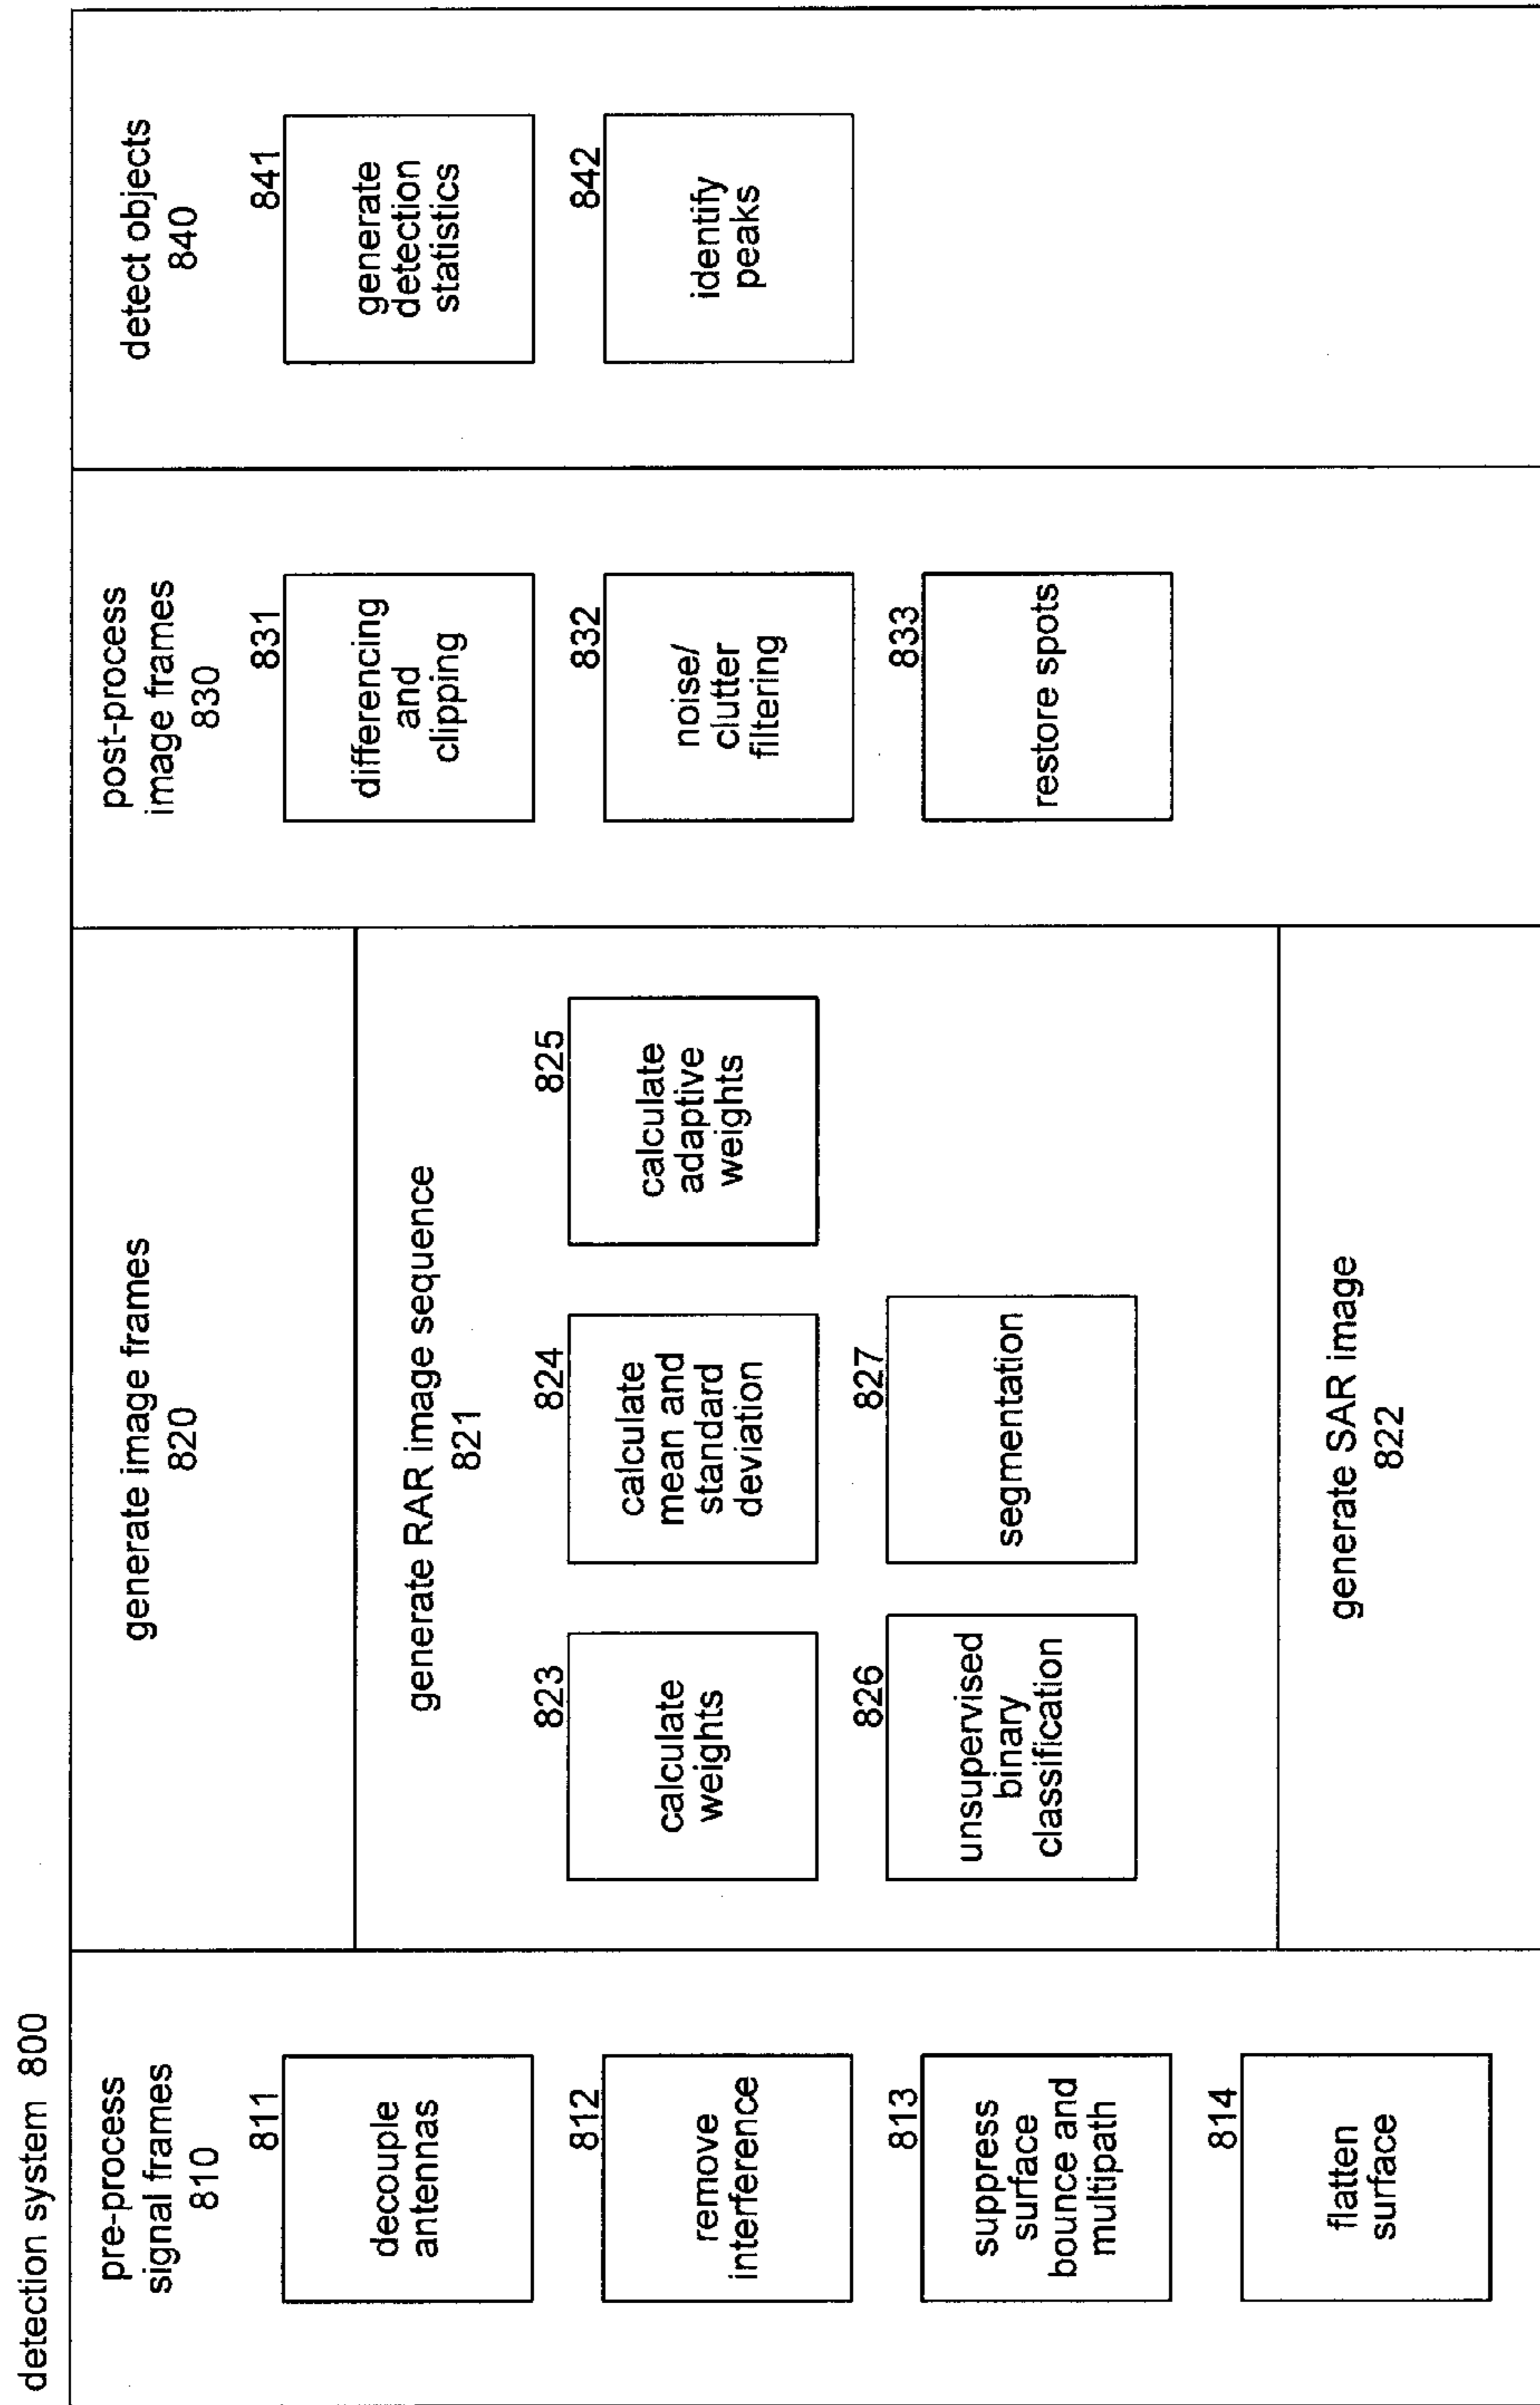 detection system 800
pre-process
signal frames
810
811
decouple
antennas
812
remove
interference
813
suppress
surface
bounce and
multipath
814
flatten
surface
generate image frames
820
generate RAR image sequence
821
823
calculate
weights
824
calculate
mean and
standard
deviation
825
calculate
adaptive
weights
826
unsupervised
binary
classification
827
segmentation
generate SAR image
822
post-process
image frames
830
831
differencing
and
clipping
832
noise/
clutter
filtering
833
restore spots
detect objects
840
841
generate
detection
statistics
842
identify
peaks